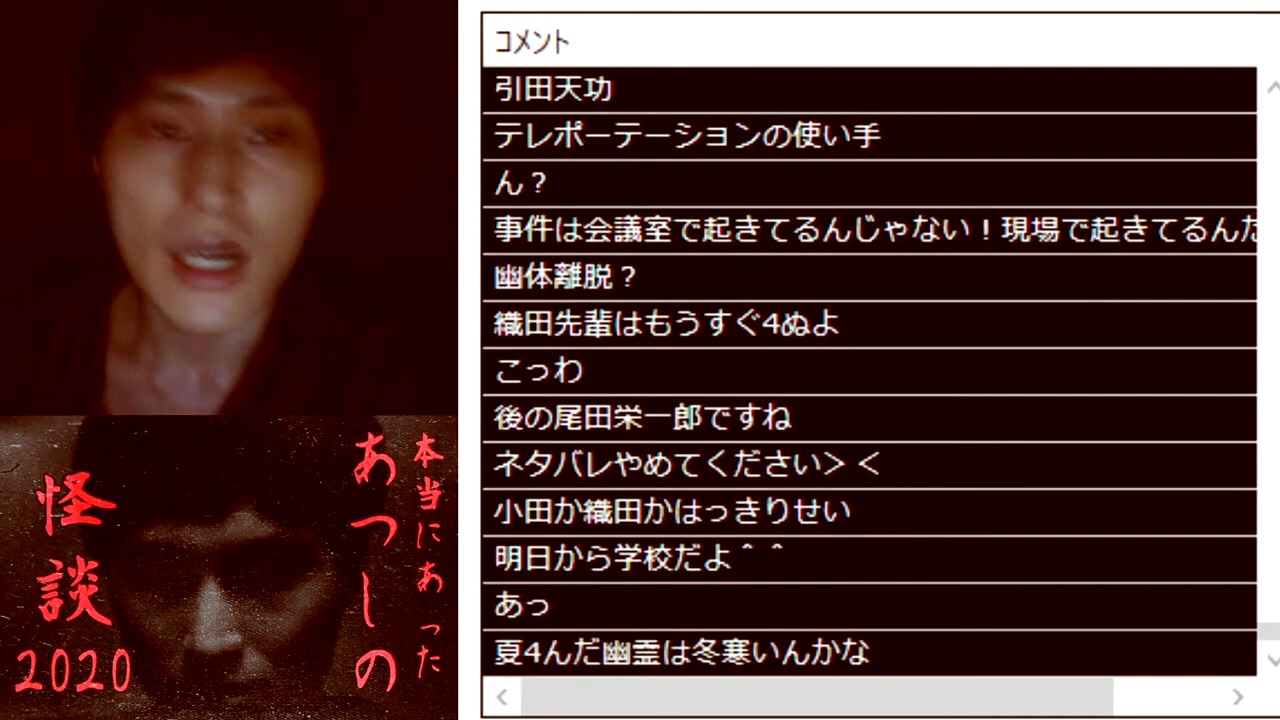 コメント
引田天功
テレポーテーションの使い手
ん？
事件は会議室で起きてるんじゃない！現場で起きてるんだ
幽体離脱？
織田先輩はもうすぐ4ぬよ
こっわ
後の尾田栄一郎ですね
ネタバレやめてください＞＜
小田か織田かはっきりせい
明日から学校だよ＾＾
あっ
夏4んだ幽霊は冬寒いんかな
本当にあった
あつしの
怪談
2020